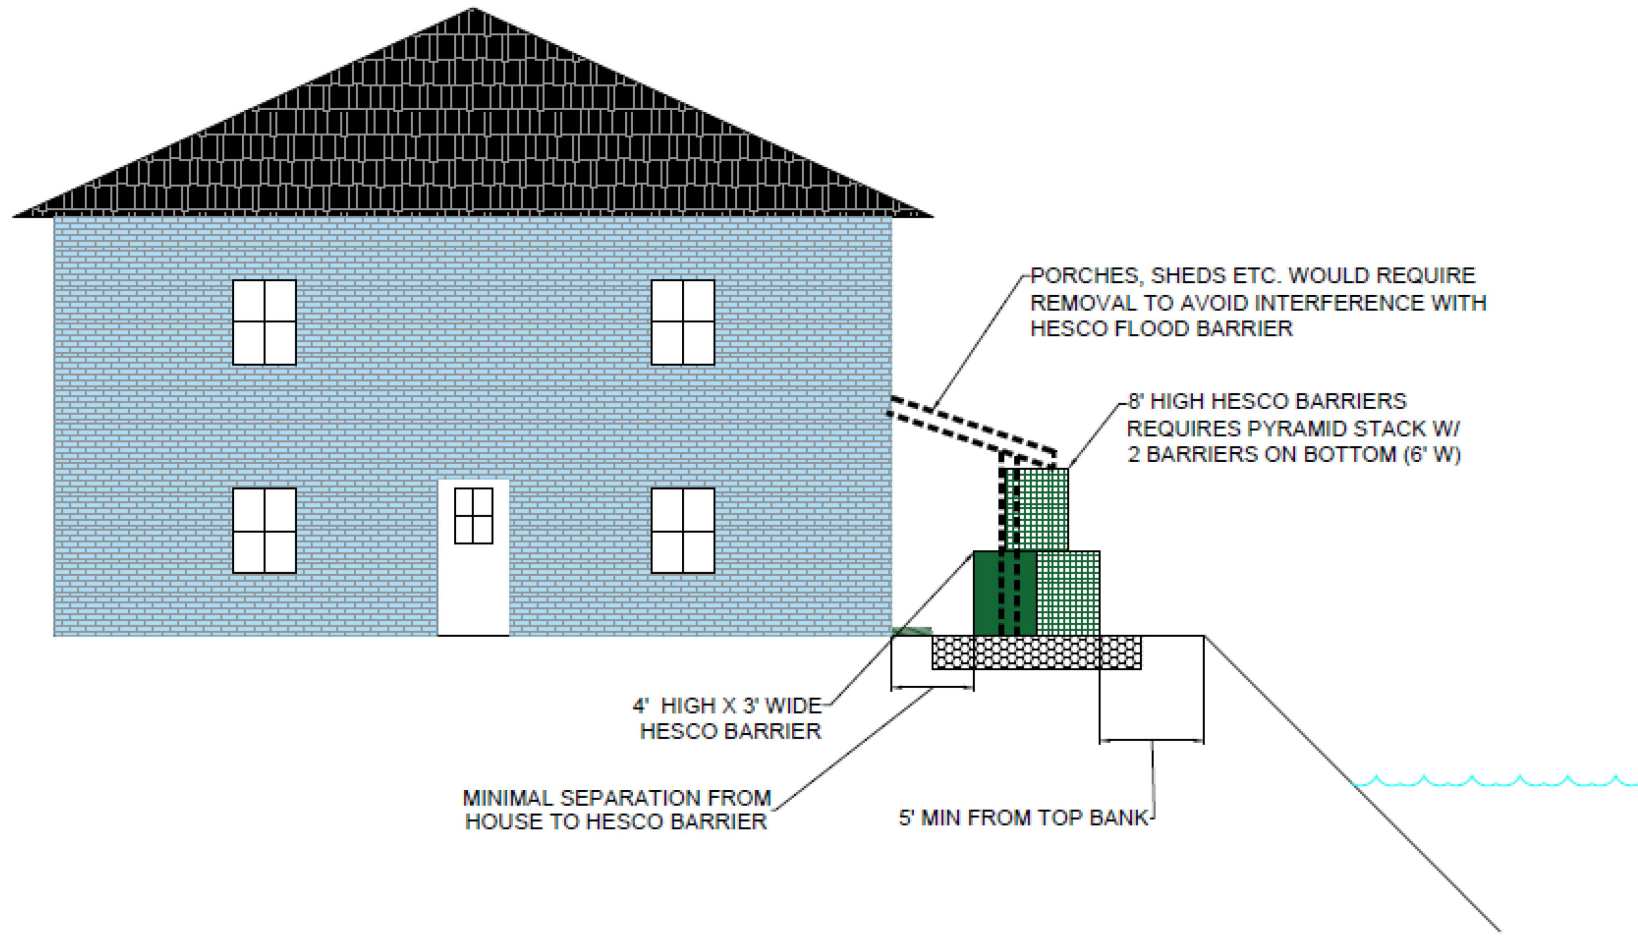 PORCHES, SHEDS ETC. WOULD REQUIRE
REMOVAL TO AVOID INTERFERENCE WITH
HESCO FLOOD BARRIER
8' HIGH HESCO BARRIERS
REQUIRES PYRAMID STACK W/
2 BARRIERS ON BOTTOM (6' W)
4' HIGH X 3' WIDE
HESCO BARRIER
MINIMAL SEPARATION FROM
HOUSE TO HESCO BARRIER
5' MIN FROM TOP BANK